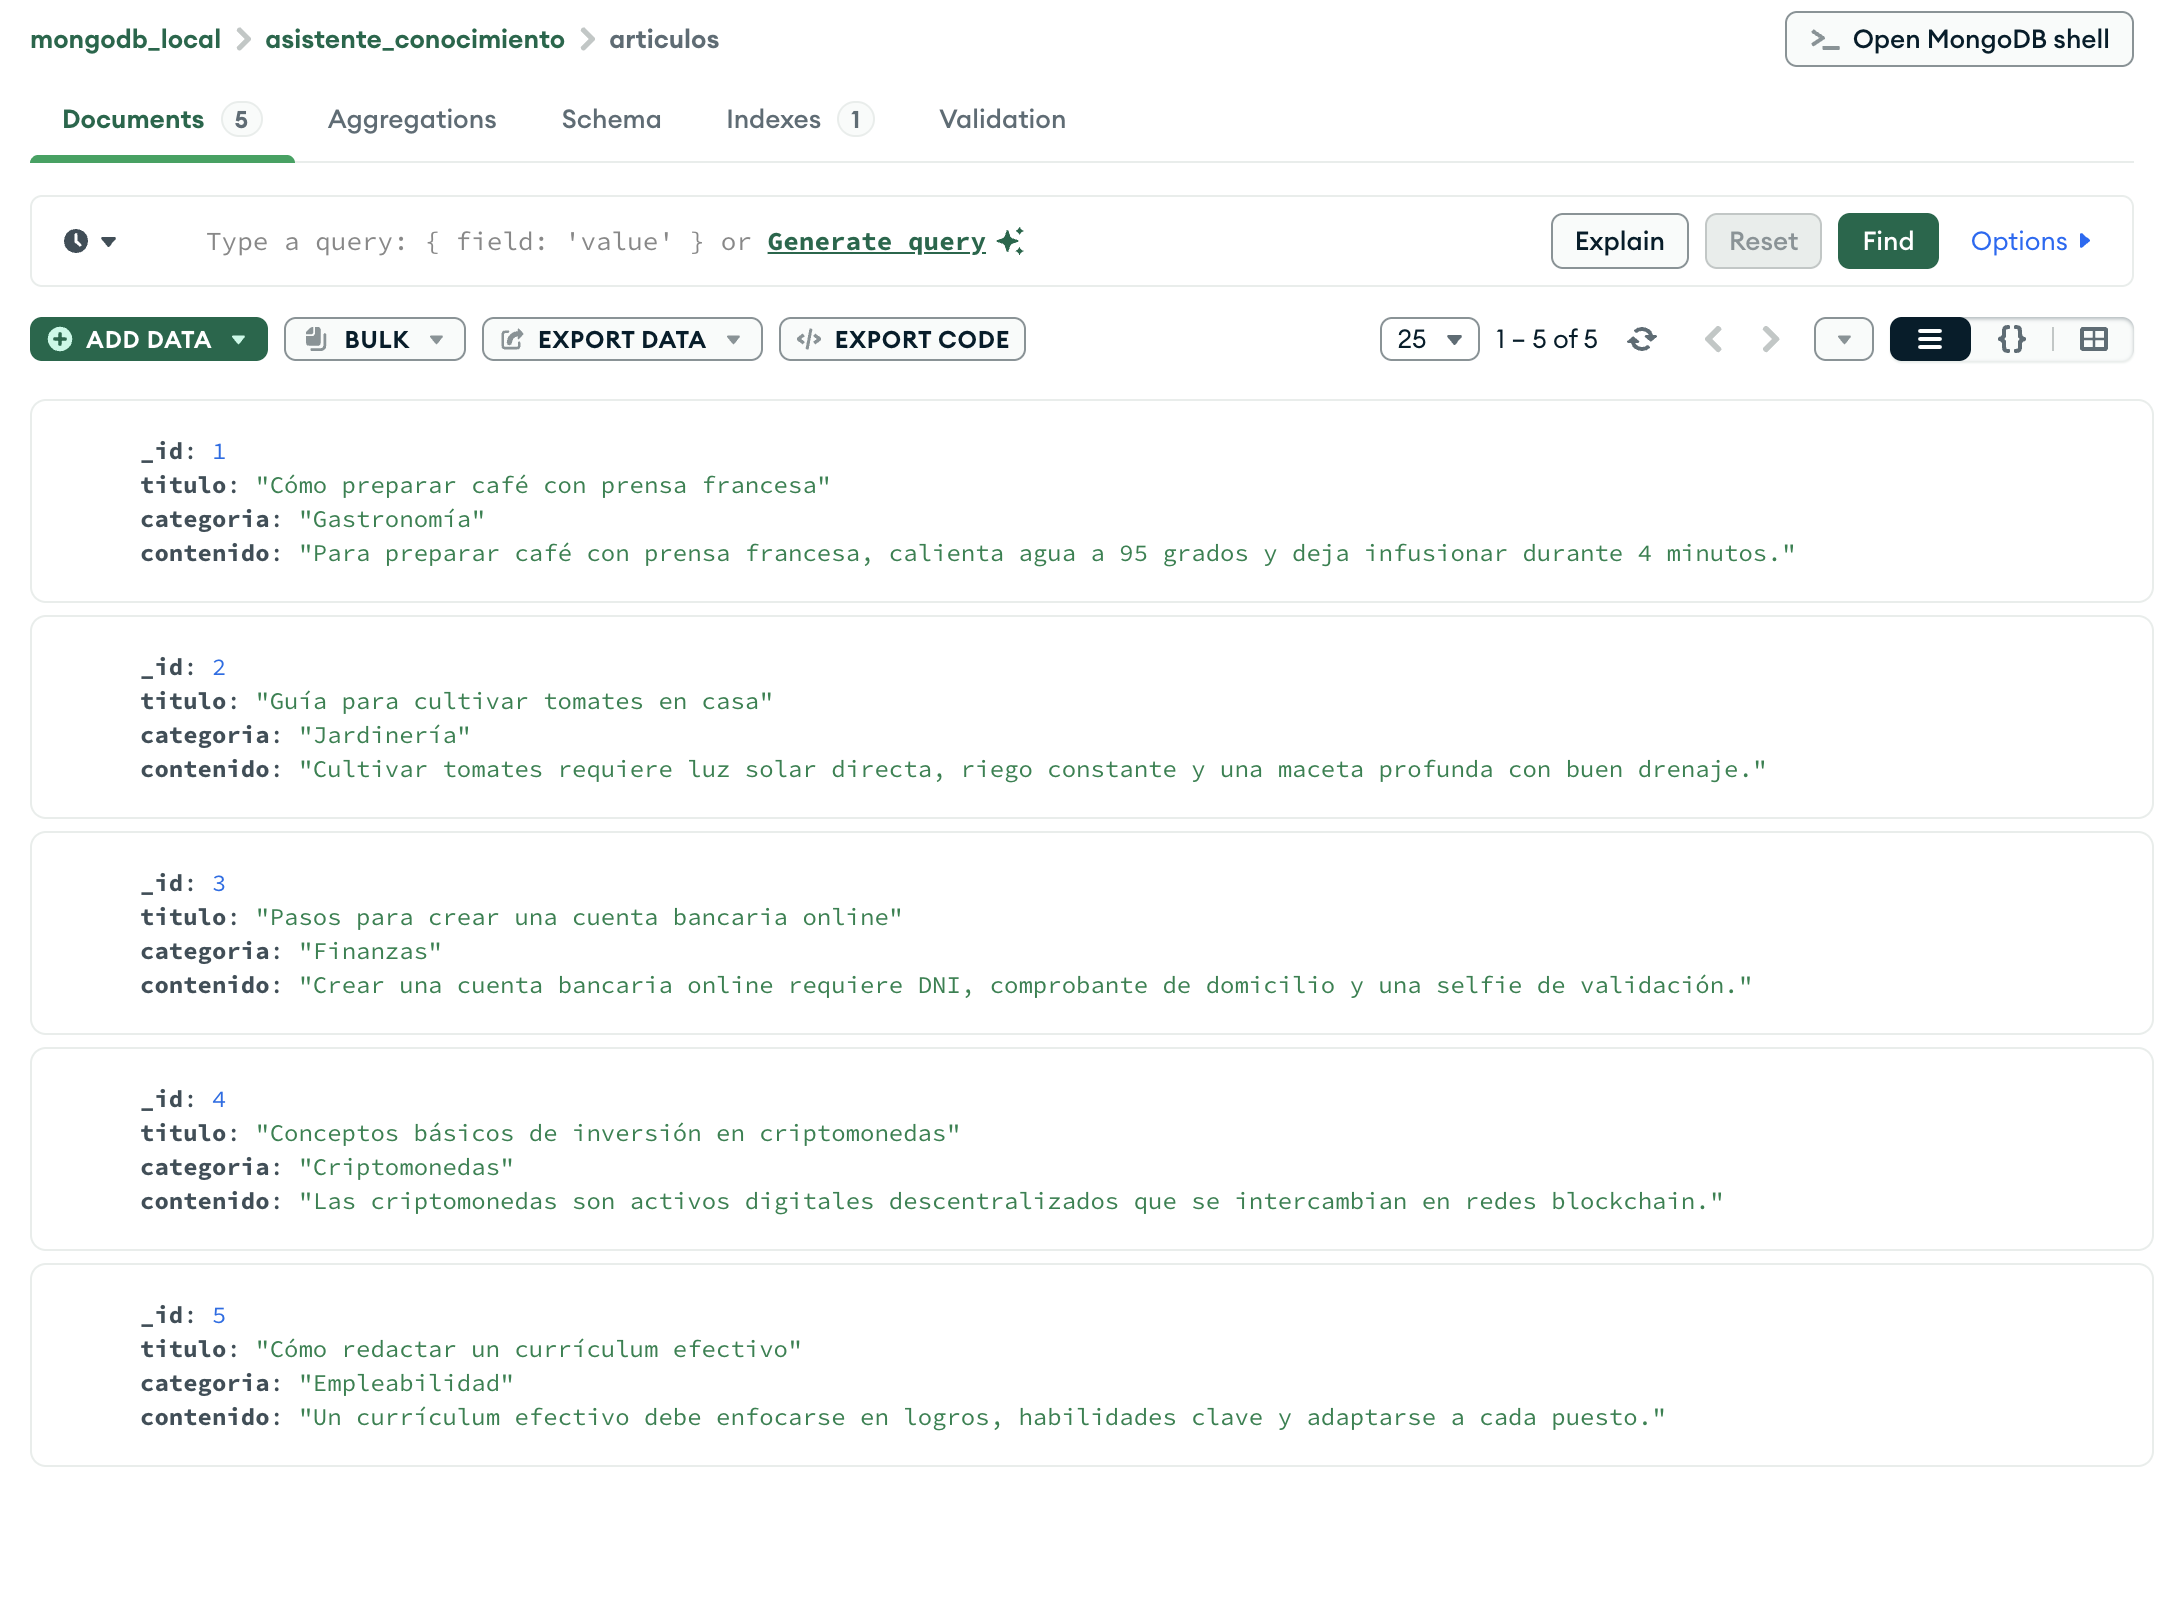 mongodb_local > asistente_conocimiento > articulos
>_ Open MongoDB shell
Documents 5 Aggregations Schema Indexes 1 Validation
Type a query: { field: 'value' } or Generate query
Explain Reset Find Options
ADD DATA BULK EXPORT DATA </> EXPORT CODE 25 1 – 5 of 5 {}
_id: 1
titulo: "Cómo preparar café con prensa francesa"
categoria: "Gastronomía"
contenido: "Para preparar café con prensa francesa, calienta agua a 95 grados y deja infusionar durante 4 minutos."
_id: 2
titulo: "Guía para cultivar tomates en casa"
categoria: "Jardinería"
contenido: "Cultivar tomates requiere luz solar directa, riego constante y una maceta profunda con buen drenaje."
_id: 3
titulo: "Pasos para crear una cuenta bancaria online"
categoria: "Finanzas"
contenido: "Crear una cuenta bancaria online requiere DNI, comprobante de domicilio y una selfie de validación."
_id: 4
titulo: "Conceptos básicos de inversión en criptomonedas"
categoria: "Criptomonedas"
contenido: "Las criptomonedas son activos digitales descentralizados que se intercambian en redes blockchain."
_id: 5
titulo: "Cómo redactar un currículum efectivo"
categoria: "Empleabilidad"
contenido: "Un currículum efectivo debe enfocarse en logros, habilidades clave y adaptarse a cada puesto."